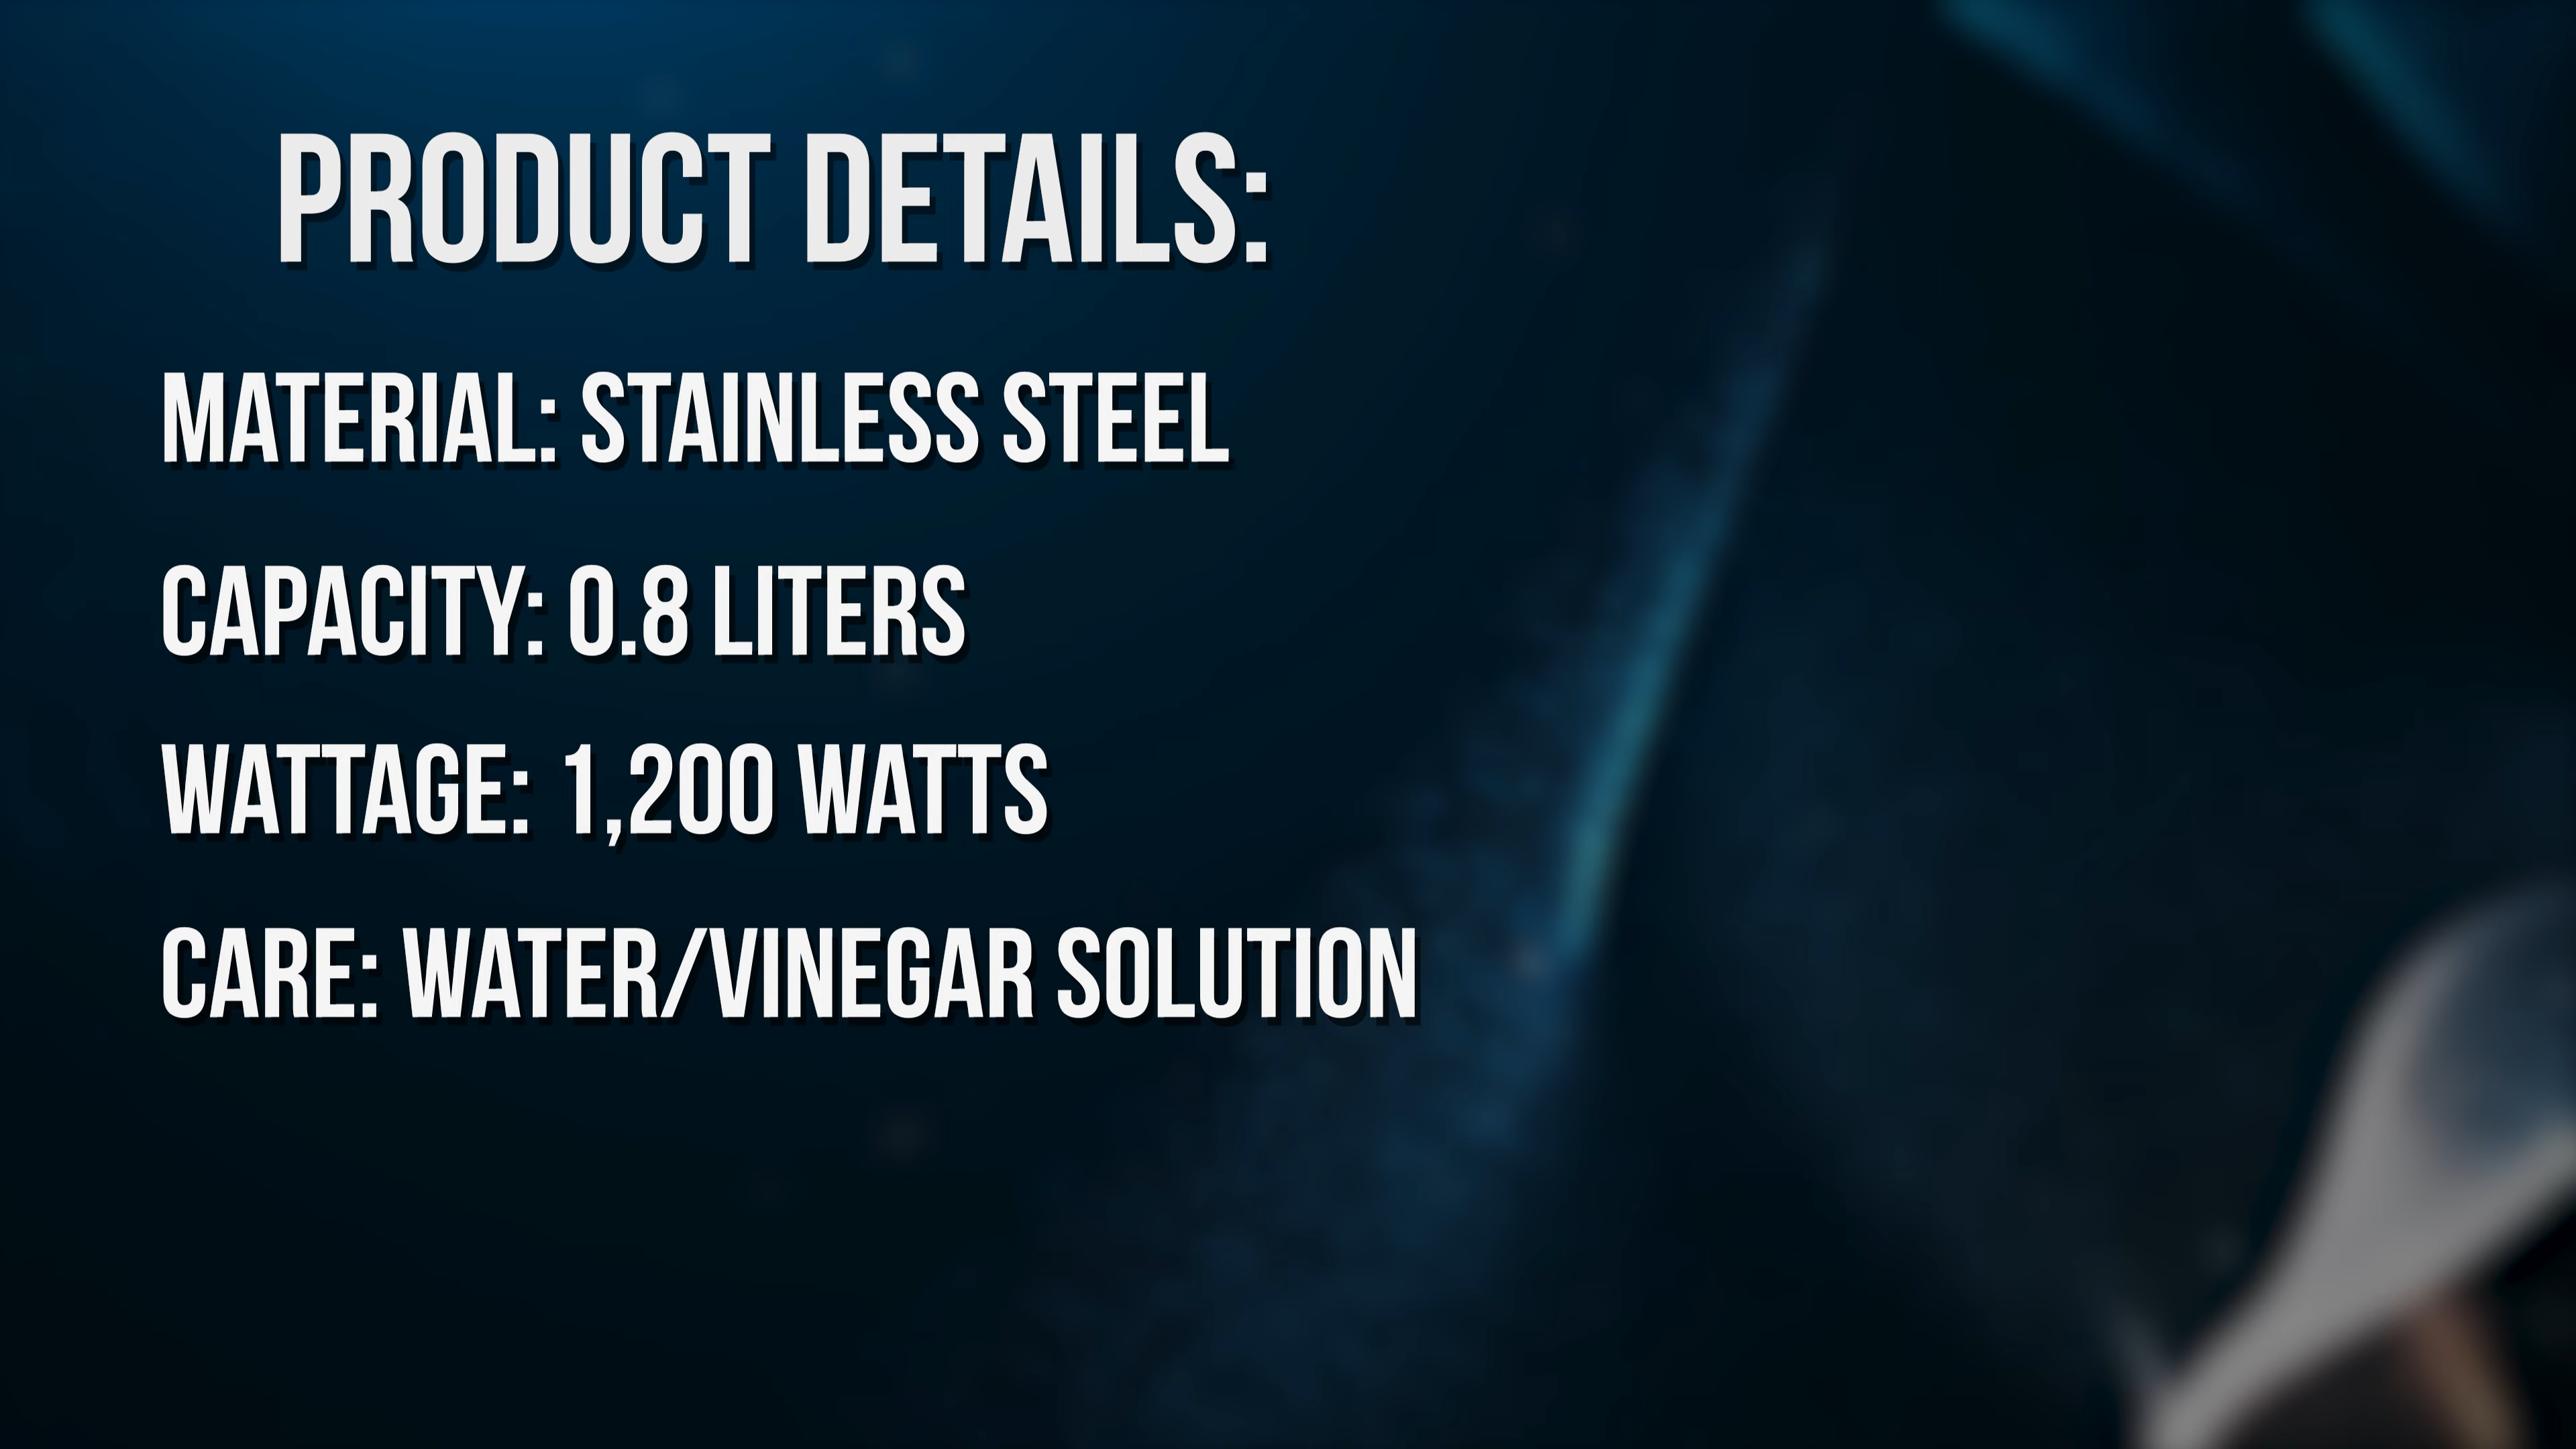 PRODUCT DETAILS:
MATERIAL: STAINLESS STEEL
CAPACITY: 0.8 LITERS
WATTAGE: 1,200 WATTS
CARE: WATER/VINEGAR SOLUTION